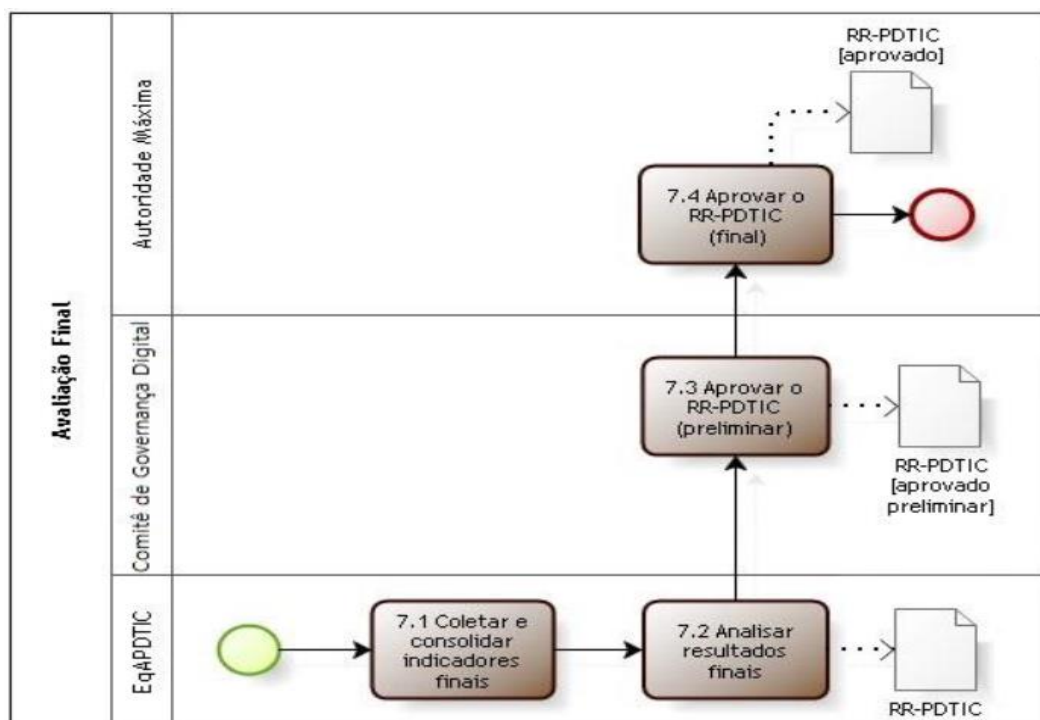 Avaliação Final
Autoridade Máxima
RR-PDTIC
[aprovado]
7.4 Aprovar o
RR-PDTIC
(final)
Comitê de Governança Digital
7.3 Aprovar o
RR-PDTIC
(preliminar)
RR-PDTIC
[aprovado
preliminar]
EqAPDTIC
7.1 Coletar e
consolidar
indicadores
finais
7.2 Analisar
resultados
finais
RR-PDTIC